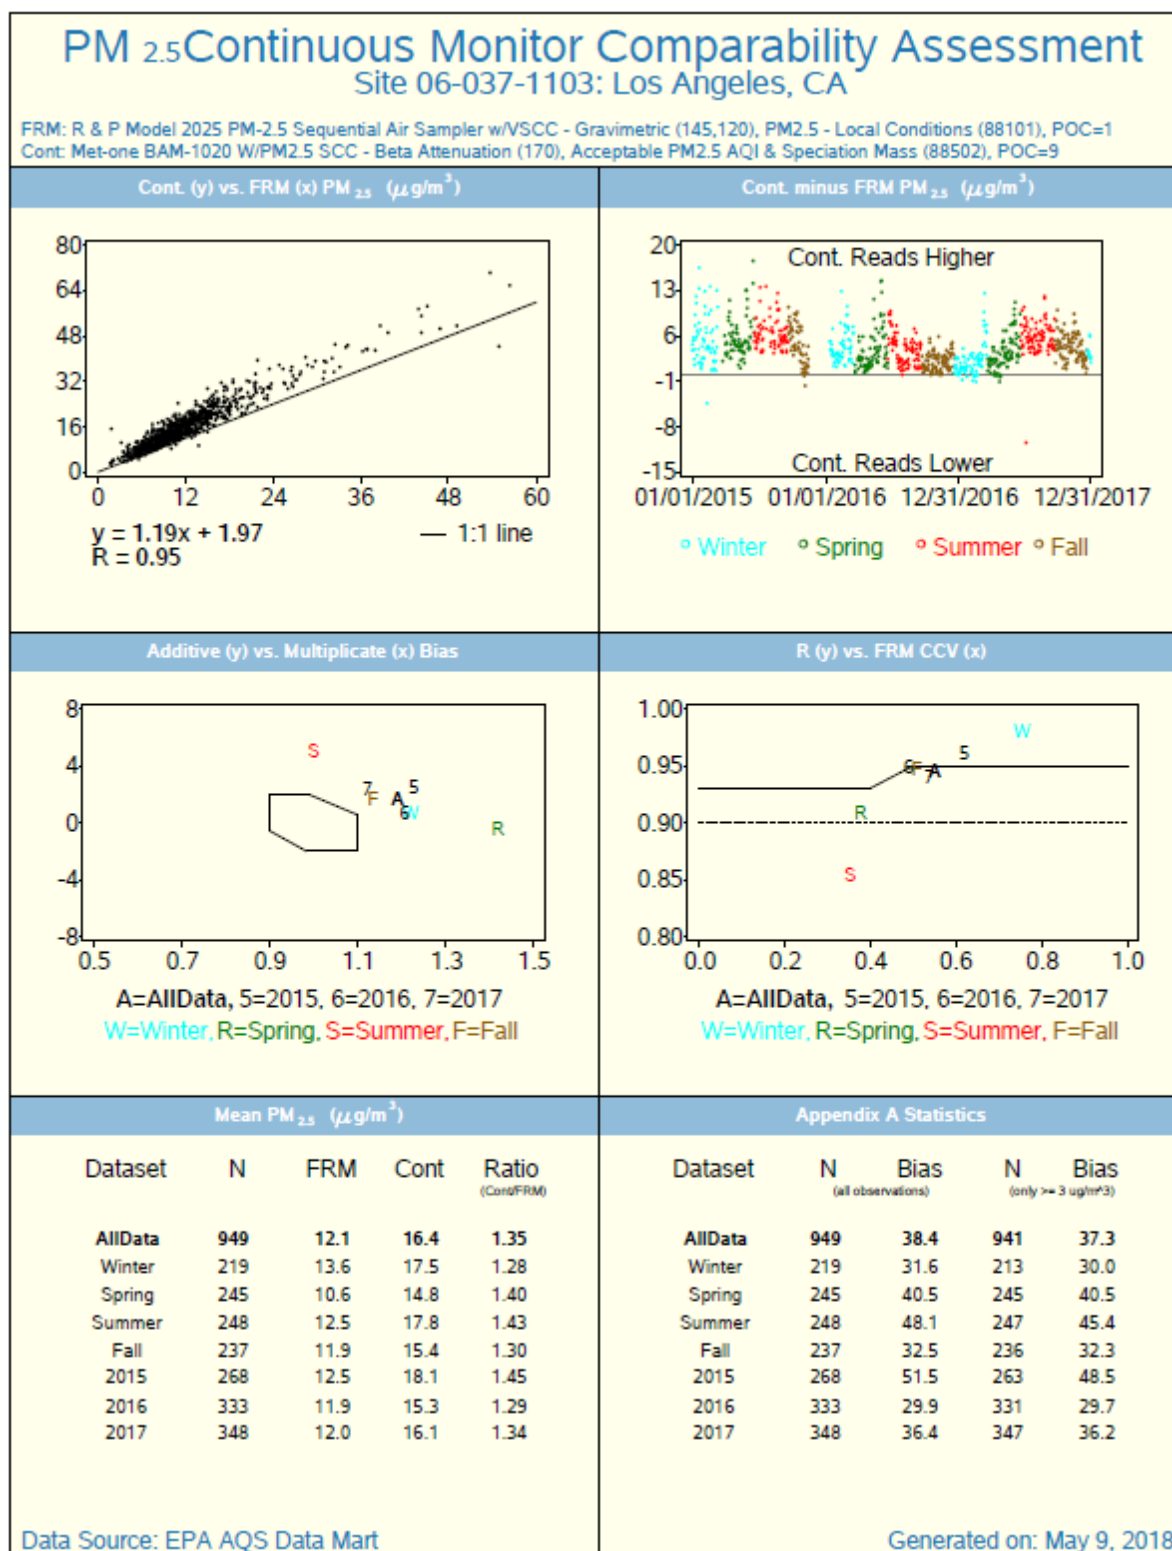 PM 2.5 Continuous Monitor Comparability Assessment
Site 06-037-1103: Los Angeles, CA
FRM: R & P Model 2025 PM-2.5 Sequential Air Sampler w/VSCC - Gravimetric (145,120), PM2.5 - Local Conditions (88101), POC=1
Cont: Met-one BAM-1020 W/PM2.5 SCC - Beta Attenuation (170), Acceptable PM2.5 AQI & Speciation Mass (88502), POC=9
Cont. (y) vs. FRM (x) PM 2.5 (μg/m³)
80
64
48
32
16
0
0 12 24 36 48 60
y = 1.19x + 1.97
R = 0.95
— 1:1 line
Cont. minus FRM PM 2.5 (μg/m³)
20
13
6
-1
-8
-15
Cont. Reads Higher
Cont. Reads Lower
01/01/2015 01/01/2016 12/31/2016 12/31/2017
Winter Spring Summer Fall
Additive (y) vs. Multiplicate (x) Bias
8
4
0
-4
-8
S
7
F
A
5
6
W
R
0.5 0.7 0.9 1.1 1.3 1.5
A=AllData, 5=2015, 6=2016, 7=2017
W=Winter, R=Spring, S=Summer, F=Fall
R (y) vs. FRM CCV (x)
1.00
0.95
0.90
0.85
0.80
W
5
6
F
7
A
R
S
0.0 0.2 0.4 0.6 0.8 1.0
A=AllData, 5=2015, 6=2016, 7=2017
W=Winter, R=Spring, S=Summer, F=Fall
Mean PM 2.5 (μg/m³)
Dataset N FRM Cont Ratio
(Cont/FRM)
AllData 949 12.1 16.4 1.35
Winter 219 13.6 17.5 1.28
Spring 245 10.6 14.8 1.40
Summer 248 12.5 17.8 1.43
Fall 237 11.9 15.4 1.30
2015 268 12.5 18.1 1.45
2016 333 11.9 15.3 1.29
2017 348 12.0 16.1 1.34
Appendix A Statistics
Dataset N Bias N Bias
(all observations) (only >= 3 ug/m^3)
AllData 949 38.4 941 37.3
Winter 219 31.6 213 30.0
Spring 245 40.5 245 40.5
Summer 248 48.1 247 45.4
Fall 237 32.5 236 32.3
2015 268 51.5 263 48.5
2016 333 29.9 331 29.7
2017 348 36.4 347 36.2
Data Source: EPA AQS Data Mart
Generated on: May 9, 2018